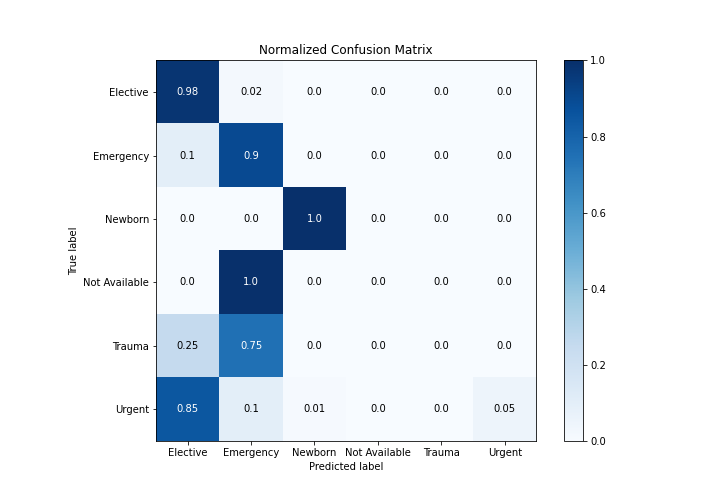 Normalized Confusion Matrix
True label
Elective 0.98 0.02 0.0 0.0 0.0 0.0
Emergency 0.1 0.9 0.0 0.0 0.0 0.0
Newborn 0.0 0.0 1.0 0.0 0.0 0.0
Not Available 0.0 1.0 0.0 0.0 0.0 0.0
Trauma 0.25 0.75 0.0 0.0 0.0 0.0
Urgent 0.85 0.1 0.01 0.0 0.0 0.05
Elective Emergency Newborn Not Available Trauma Urgent
Predicted label
1.0
0.8
0.6
0.4
0.2
0.0